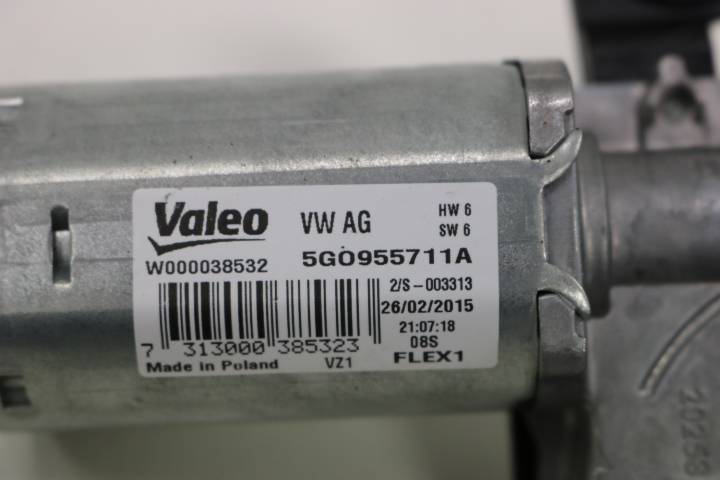 Valeo VW AG HW 6
SW 6
W000038532 5G0955711A
2/S-003313
26/02/2015
21:07:18
08S
7 313000 385323
Made in Poland VZ1 FLEX1